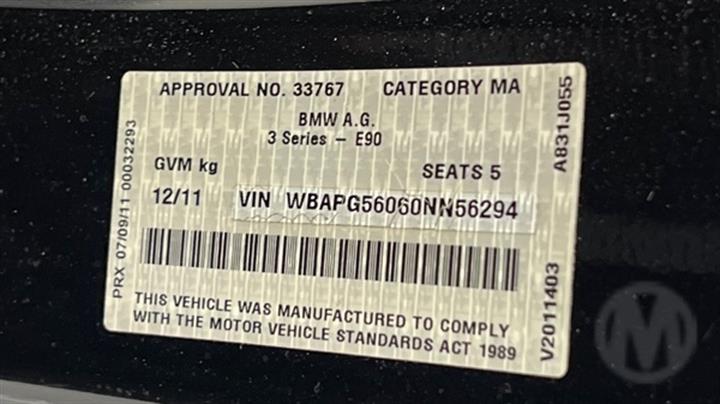 APPROVAL NO. 33767 CATEGORY MA
BMW A.G.
3 Series - E90
GVM kg SEATS 5
12/11 VIN WBAPG56060NN56294
THIS VEHICLE WAS MANUFACTURED TO COMPLY
WITH THE MOTOR VEHICLE STANDARDS ACT 1989
PRX 07/09/11 00032293
A831J055
V2011403
M